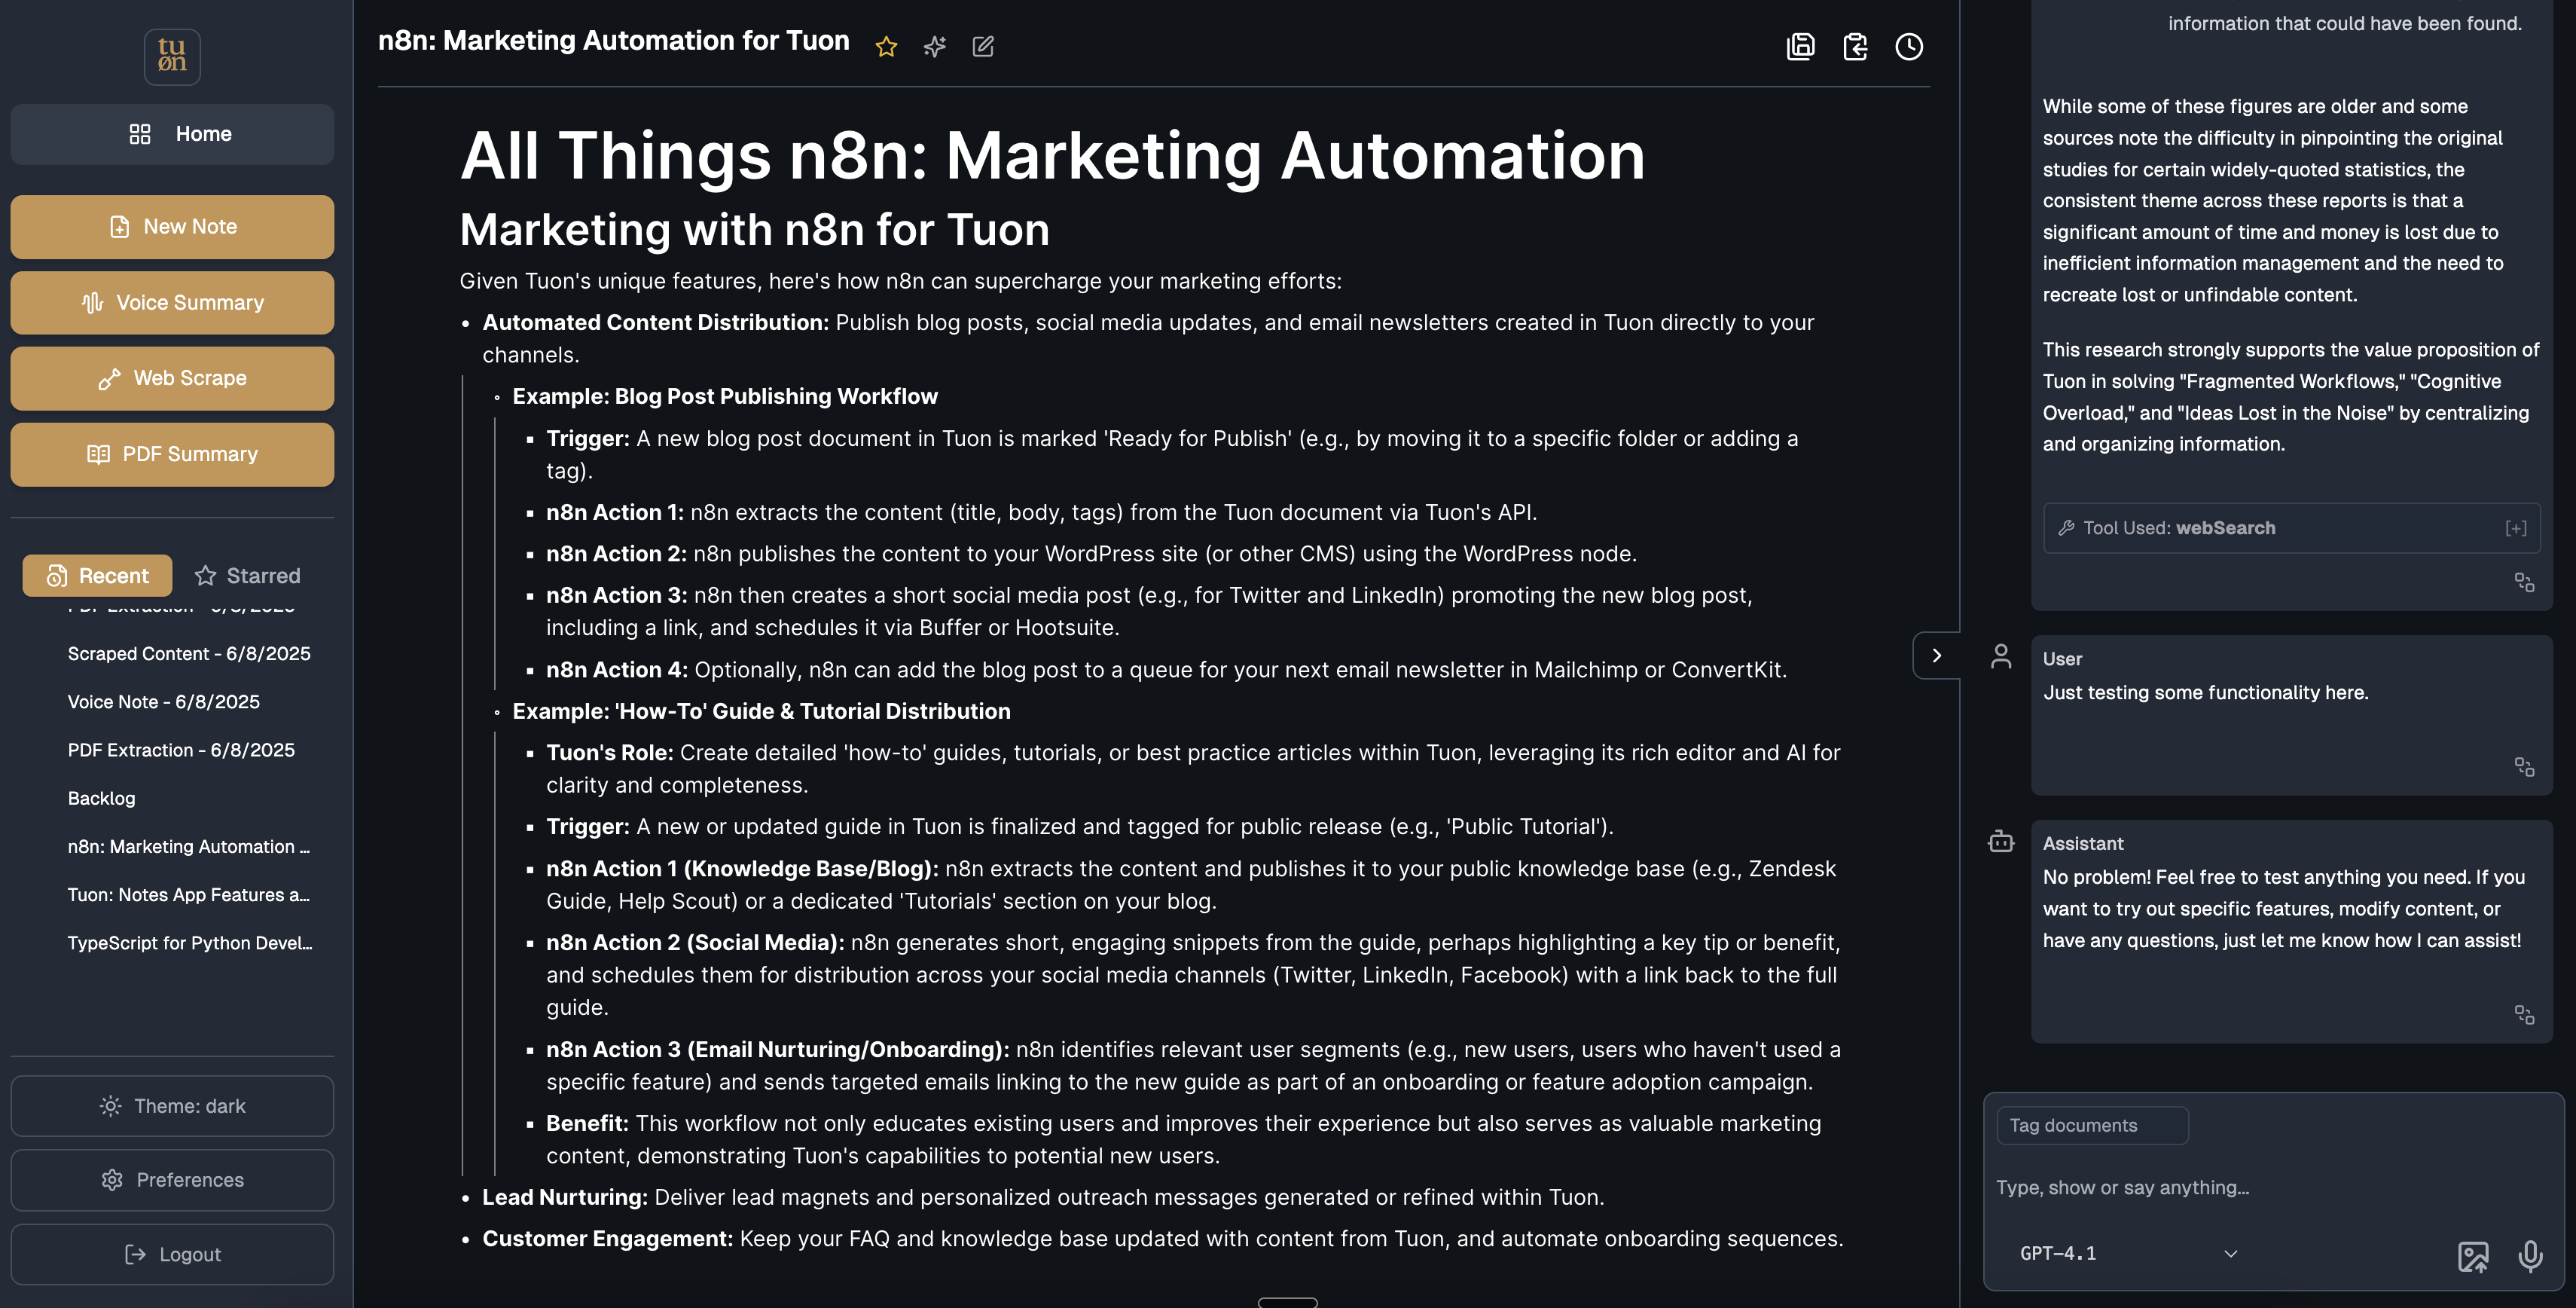 tu
øn
Home
New Note
Voice Summary
Web Scrape
PDF Summary
Recent
Starred
PDF Extraction - 6/8/2025
Scraped Content - 6/8/2025
Voice Note - 6/8/2025
PDF Extraction - 6/8/2025
Backlog
n8n: Marketing Automation ...
Tuon: Notes App Features a...
TypeScript for Python Devel...
Theme: dark
Preferences
Logout
n8n: Marketing Automation for Tuon
All Things n8n: Marketing Automation
Marketing with n8n for Tuon
Given Tuon's unique features, here's how n8n can supercharge your marketing efforts:
• Automated Content Distribution: Publish blog posts, social media updates, and email newsletters created in Tuon directly to your
channels.
◦ Example: Blog Post Publishing Workflow
▪ Trigger: A new blog post document in Tuon is marked 'Ready for Publish' (e.g., by moving it to a specific folder or adding a
tag).
▪ n8n Action 1: n8n extracts the content (title, body, tags) from the Tuon document via Tuon's API.
▪ n8n Action 2: n8n publishes the content to your WordPress site (or other CMS) using the WordPress node.
▪ n8n Action 3: n8n then creates a short social media post (e.g., for Twitter and LinkedIn) promoting the new blog post,
including a link, and schedules it via Buffer or Hootsuite.
▪ n8n Action 4: Optionally, n8n can add the blog post to a queue for your next email newsletter in Mailchimp or ConvertKit.
◦ Example: 'How-To' Guide & Tutorial Distribution
▪ Tuon's Role: Create detailed 'how-to' guides, tutorials, or best practice articles within Tuon, leveraging its rich editor and AI for
clarity and completeness.
▪ Trigger: A new or updated guide in Tuon is finalized and tagged for public release (e.g., 'Public Tutorial').
▪ n8n Action 1 (Knowledge Base/Blog): n8n extracts the content and publishes it to your public knowledge base (e.g., Zendesk
Guide, Help Scout) or a dedicated 'Tutorials' section on your blog.
▪ n8n Action 2 (Social Media): n8n generates short, engaging snippets from the guide, perhaps highlighting a key tip or benefit,
and schedules them for distribution across your social media channels (Twitter, LinkedIn, Facebook) with a link back to the full
guide.
▪ n8n Action 3 (Email Nurturing/Onboarding): n8n identifies relevant user segments (e.g., new users, users who haven't used a
specific feature) and sends targeted emails linking to the new guide as part of an onboarding or feature adoption campaign.
▪ Benefit: This workflow not only educates existing users and improves their experience but also serves as valuable marketing
content, demonstrating Tuon's capabilities to potential new users.
• Lead Nurturing: Deliver lead magnets and personalized outreach messages generated or refined within Tuon.
• Customer Engagement: Keep your FAQ and knowledge base updated with content from Tuon, and automate onboarding sequences.
information that could have been found.
While some of these figures are older and some
sources note the difficulty in pinpointing the original
studies for certain widely-quoted statistics, the
consistent theme across these reports is that a
significant amount of time and money is lost due to
inefficient information management and the need to
recreate lost or unfindable content.
This research strongly supports the value proposition of
Tuon in solving "Fragmented Workflows," "Cognitive
Overload," and "Ideas Lost in the Noise" by centralizing
and organizing information.
Tool Used: webSearch [+]
User
Just testing some functionality here.
Assistant
No problem! Feel free to test anything you need. If you
want to try out specific features, modify content, or
have any questions, just let me know how I can assist!
Tag documents
Type, show or say anything...
GPT-4.1